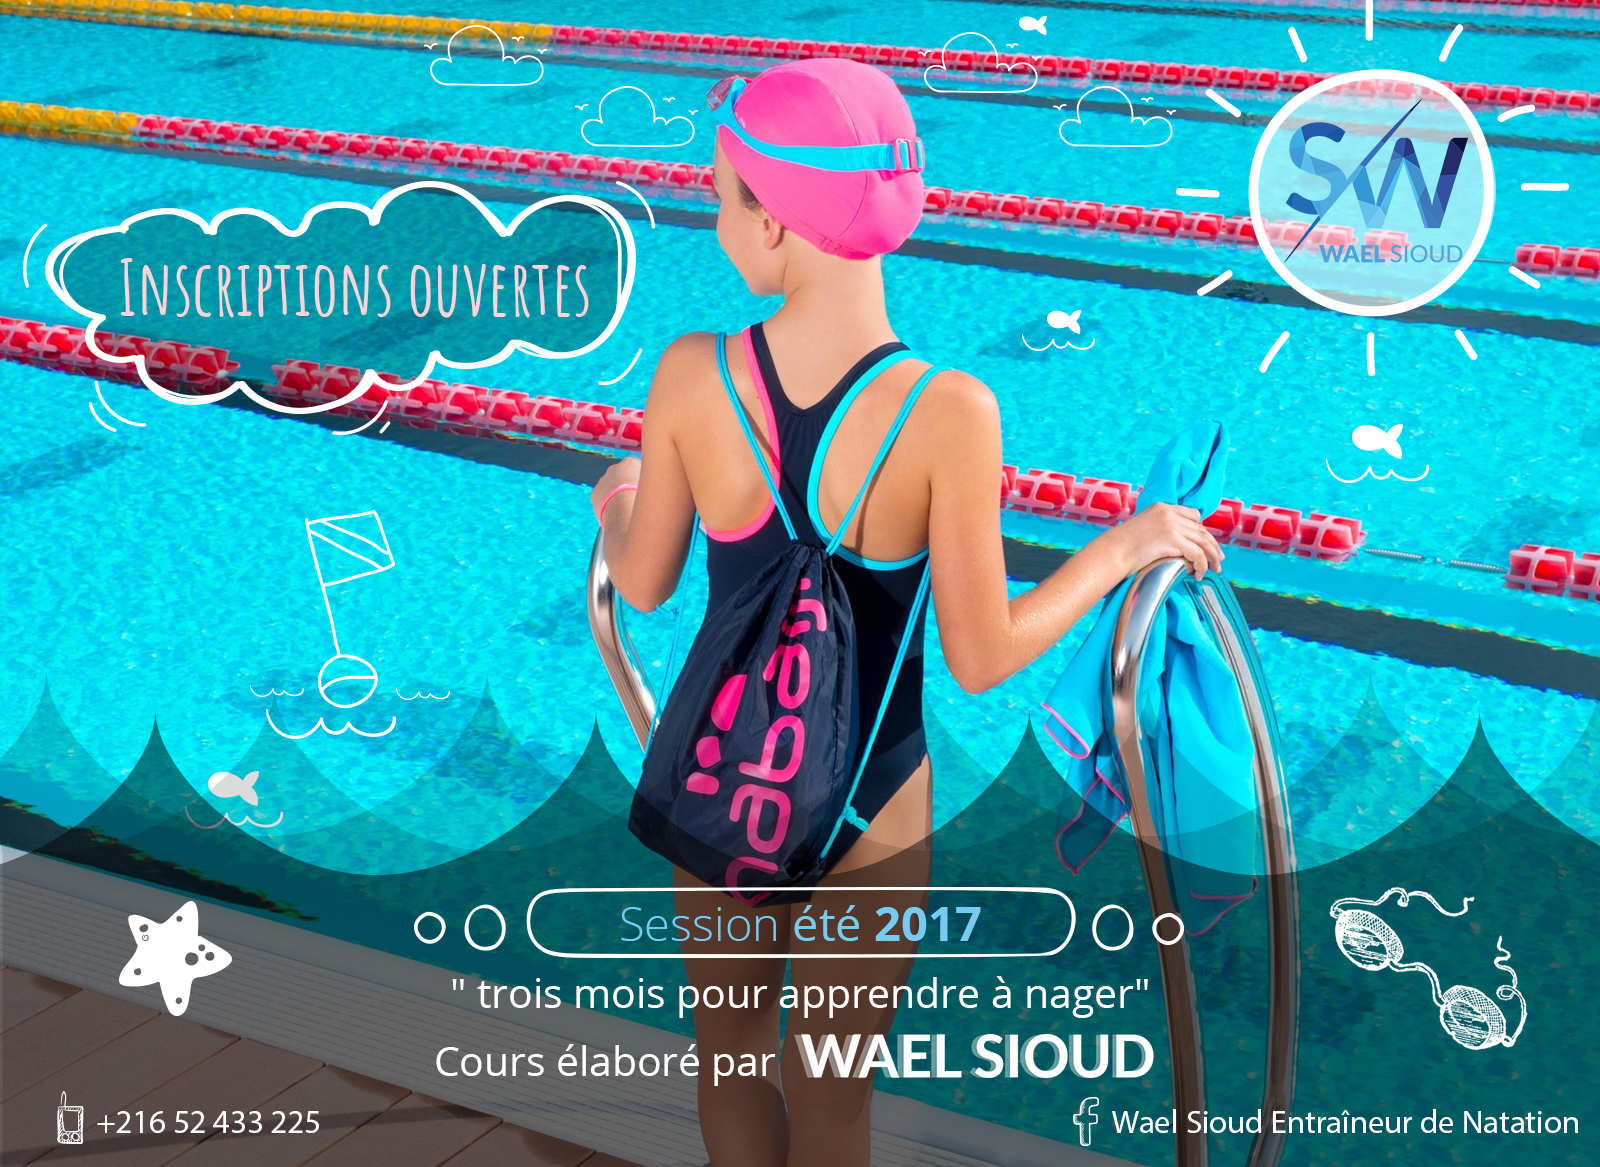 SW
WAEL SIOUD
INSCRIPTIONS OUVERTES
nabaiji
Session été 2017
" trois mois pour apprendre à nager"
Cours élaboré par WAEL SIOUD
+216 52 433 225
f Wael Sioud Entraîneur de Natation